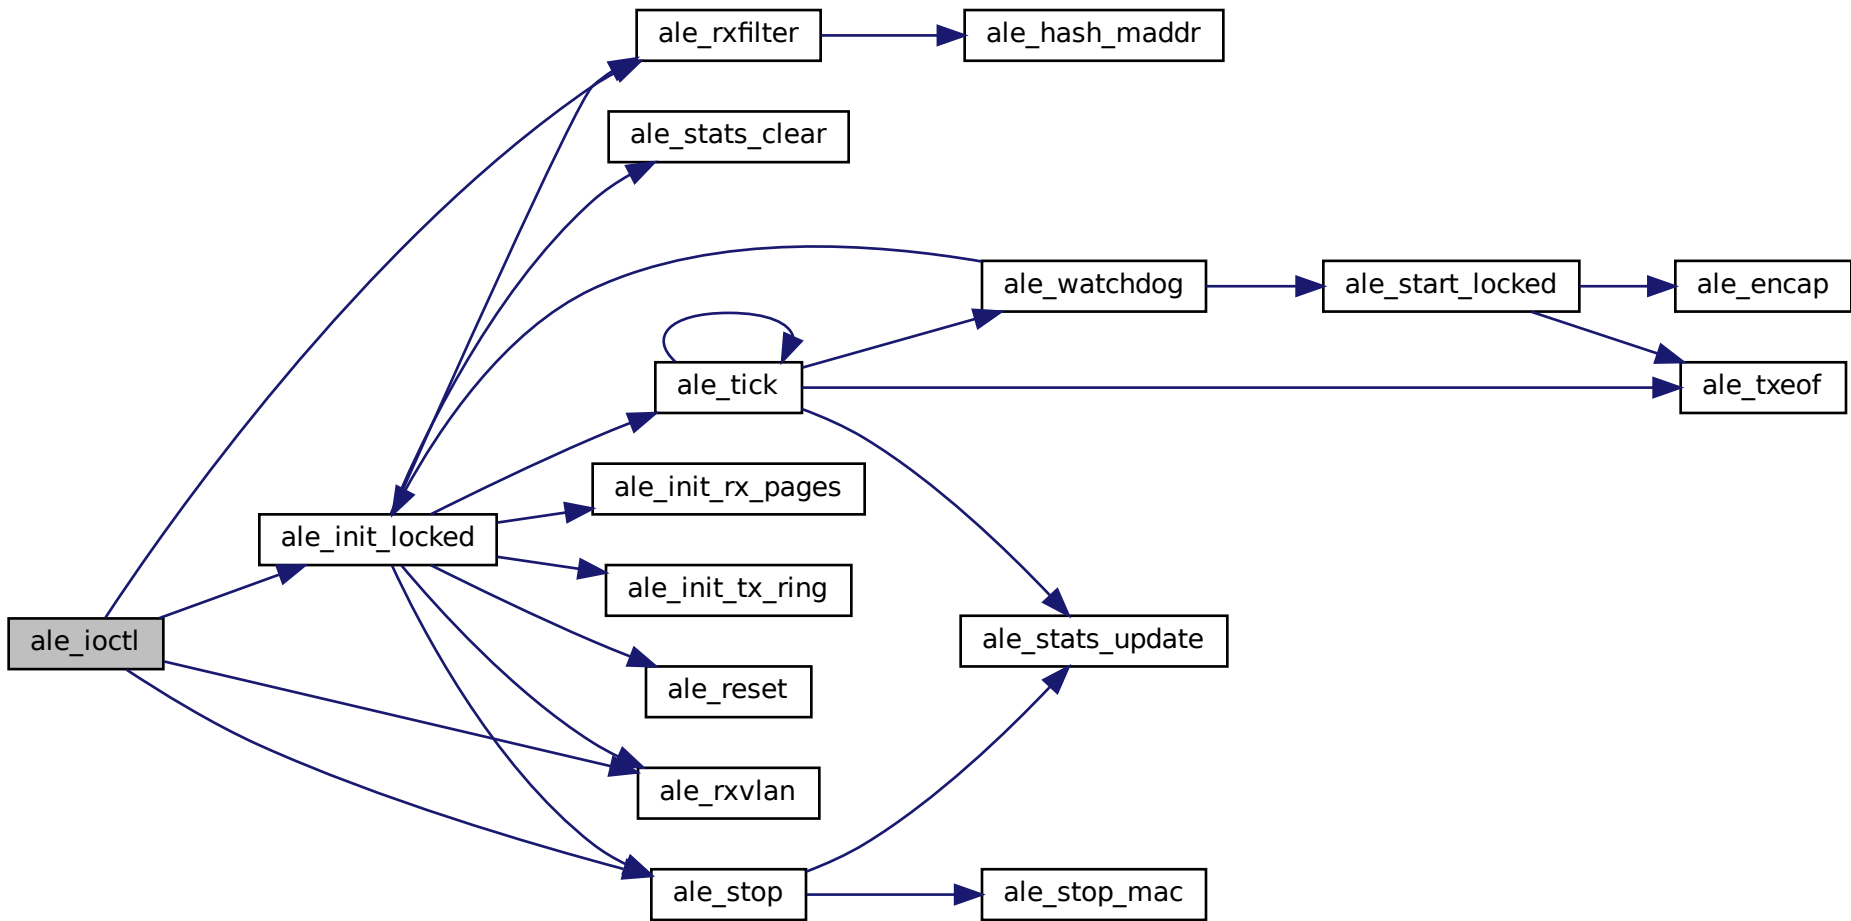 ale_rxfilter
ale_hash_maddr
ale_stats_clear
ale_watchdog
ale_start_locked
ale_encap
ale_tick
ale_txeof
ale_init_rx_pages
ale_init_locked
ale_init_tx_ring
ale_ioctl
ale_stats_update
ale_reset
ale_rxvlan
ale_stop
ale_stop_mac